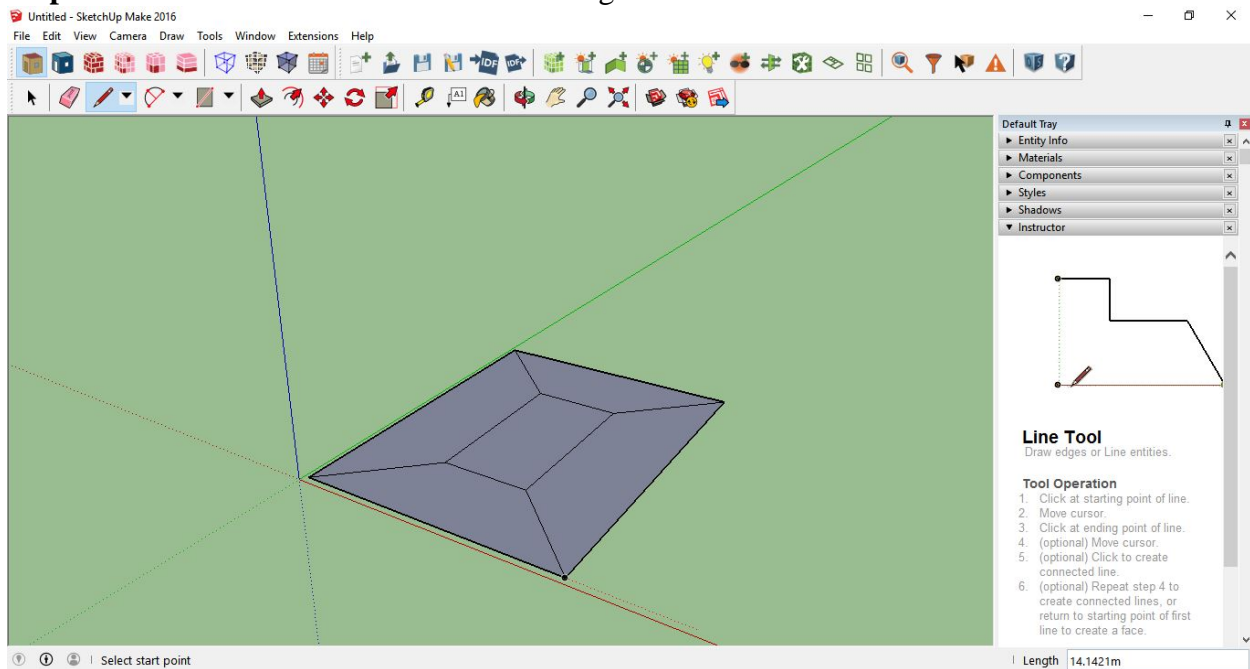 Untitled - SketchUp Make 2016
File Edit View Camera Draw Tools Window Extensions Help
IDF IDF+
A1
Default Tray
Entity Info
Materials
Components
Styles
Shadows
Instructor
Line Tool
Draw edges or Line entities.
Tool Operation
1. Click at starting point of line.
2. Move cursor.
3. Click at ending point of line.
4. (optional) Move cursor.
5. (optional) Click to create
connected line.
6. (optional) Repeat step 4 to
create connected lines, or
return to starting point of first
line to create a face.
Select start point
Length 14.1421m